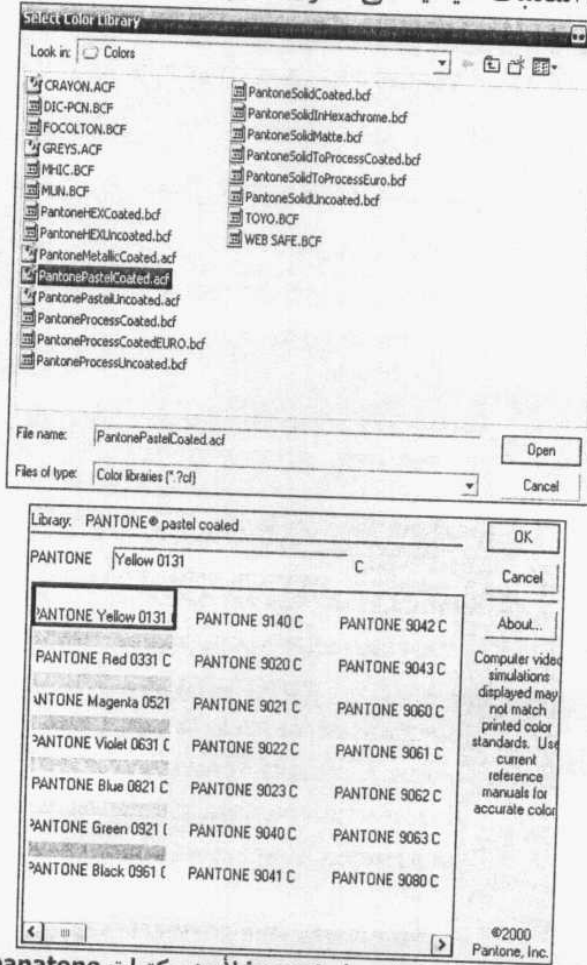 Select Color Library
Look in: Colors
CRAYON.ACF
DIC-PCN.BCF
FOCOLTON.BCF
GREYS.ACF
MHIC.BCF
MUN.BCF
PantoneHEXCoated.bcf
PantoneHEXUncoated.bcf
PantoneMetallicCoated.acf
PantonePastelCoated.acf
PantonePastelUncoated.acf
PantoneProcessCoated.bcf
PantoneProcessCoatedEURO.bcf
PantoneProcessUncoated.bcf
PantoneSolidCoated.bcf
PantoneSolidInHexachrome.bcf
PantoneSolidMatte.bcf
PantoneSolidToProcessCoated.bcf
PantoneSolidToProcessEuro.bcf
PantoneSolidUncoated.bcf
TOYO.BCF
WEB SAFE.BCF
File name: PantonePastelCoated.acf
Open
Files of type: Color libraries (*.?cf)
Cancel
Library: PANTONE® pastel coated
OK
PANTONE Yellow 0131 C
Cancel
PANTONE Yellow 0131 PANTONE 9140 C PANTONE 9042 C
PANTONE Red 0331 C PANTONE 9020 C PANTONE 9043 C
ANTONE Magenta 0521 PANTONE 9021 C PANTONE 9060 C
PANTONE Violet 0631 C PANTONE 9022 C PANTONE 9061 C
PANTONE Blue 0821 C PANTONE 9023 C PANTONE 9062 C
PANTONE Green 0921 ( PANTONE 9040 C PANTONE 9063 C
PANTONE Black 0961 ( PANTONE 9041 C PANTONE 9080 C
About...
Computer video
simulations
displayed may
not match
printed color
standards. Use
current
reference
manuals for
accurate color
©2000
Pantone, Inc.
panatone